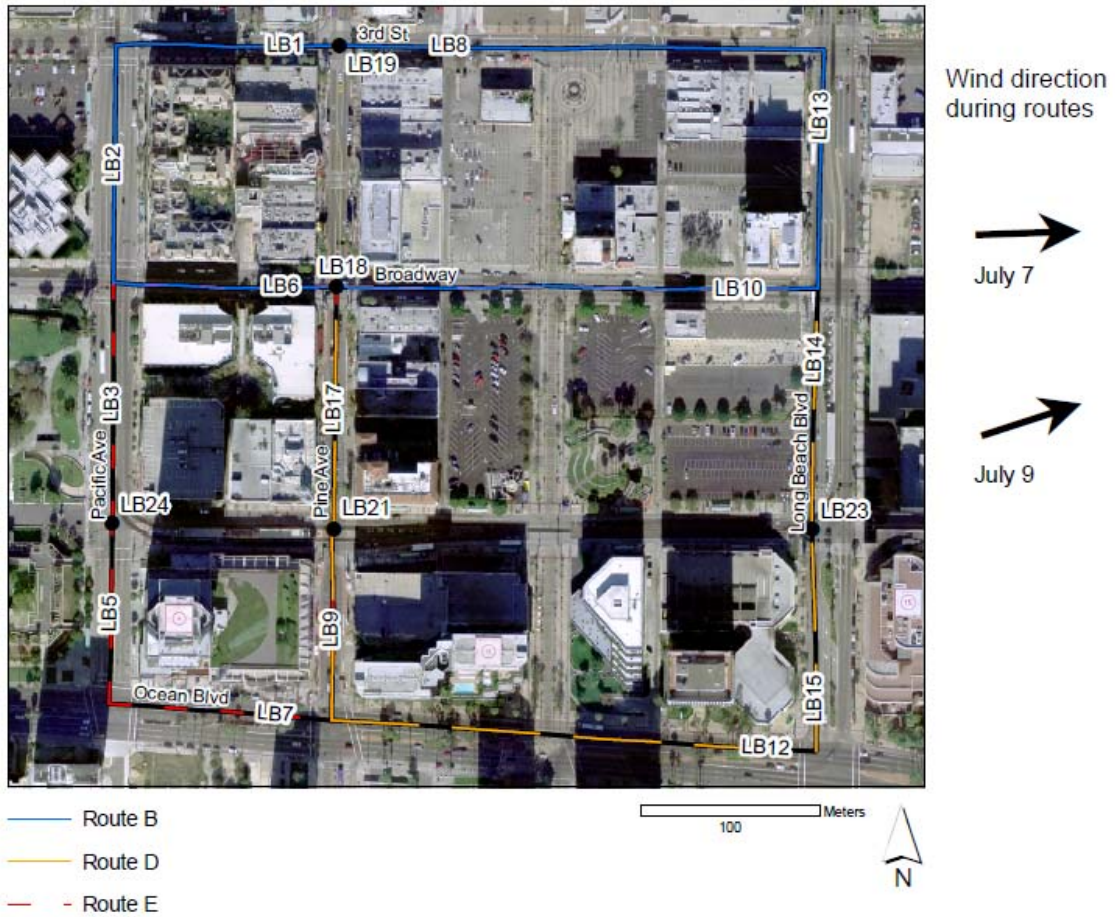 3rd St
LB1
LB8
LB19
LB2
LB13
LB18
Broadway
LB6
LB10
LB3
LB17
LB14
Pacific Ave
Pine Ave
Long Beach Blvd
LB24
LB21
LB23
LB5
LB9
LB15
Ocean Blvd
LB7
LB12
Wind direction
during routes
July 7
July 9
Route B
Route D
Route E
Meters
100
N